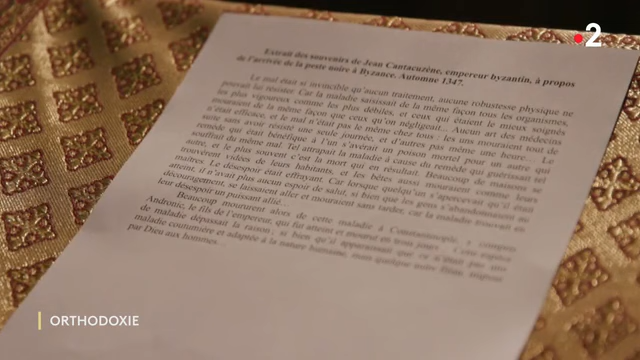 2
Extrait des souvenirs de Jean Cantacuzène, empereur byzantin, à propos
de l'arrivée de la peste noire à Byzance. Automne 1347.
Le mal était si invincible qu'aucun traitement, aucune robustesse physique ne
pouvait lui résister. Car la maladie saisissait de la même façon tous les organismes,
les plus vigoureux comme les plus débiles, et ceux qui étaient le mieux soignés
mouraient de la même façon que ceux qu'on négligeait... Aucun art des médecins
n'était efficace, et le mal n'était pas le même chez tous : les uns mouraient tout de
suite sans avoir résisté une seule journée, et d'autres pas même une heure... Le
remède qui était bénéfique à l'un s'avérait un poison mortel pour un autre qui
souffrait du même mal. Tel attrapait la maladie à cause du remède qui guérissait tel
autre, et le plus souvent c'est la mort qui en résultait. Beaucoup de maisons se
trouvèrent vidées de leurs habitants, et les bêtes aussi mouraient comme leurs
maîtres. Le désespoir était effrayant. Car lorsque quelqu'un s'apercevait qu'il était
atteint, il n'avait plus aucun espoir de salut, si bien que les gens s'abandonnaient au
découragement, se laissaient aller et mouraient sans tarder, car la maladie trouvait en
leur désespoir un puissant allié...
Beaucoup moururent alors de cette maladie à Constantinople, y compris
Andronic, le fils de l'empereur, qui fut atteint et mourut en trois jours
de maladie dépassait la raison ; si bien qu'il apparaissait que ce n'était pas une
maladie coutumière et adaptée à la nature humaine, mais quelque autre
par Dieu aux hommes...
ORTHODOXIE